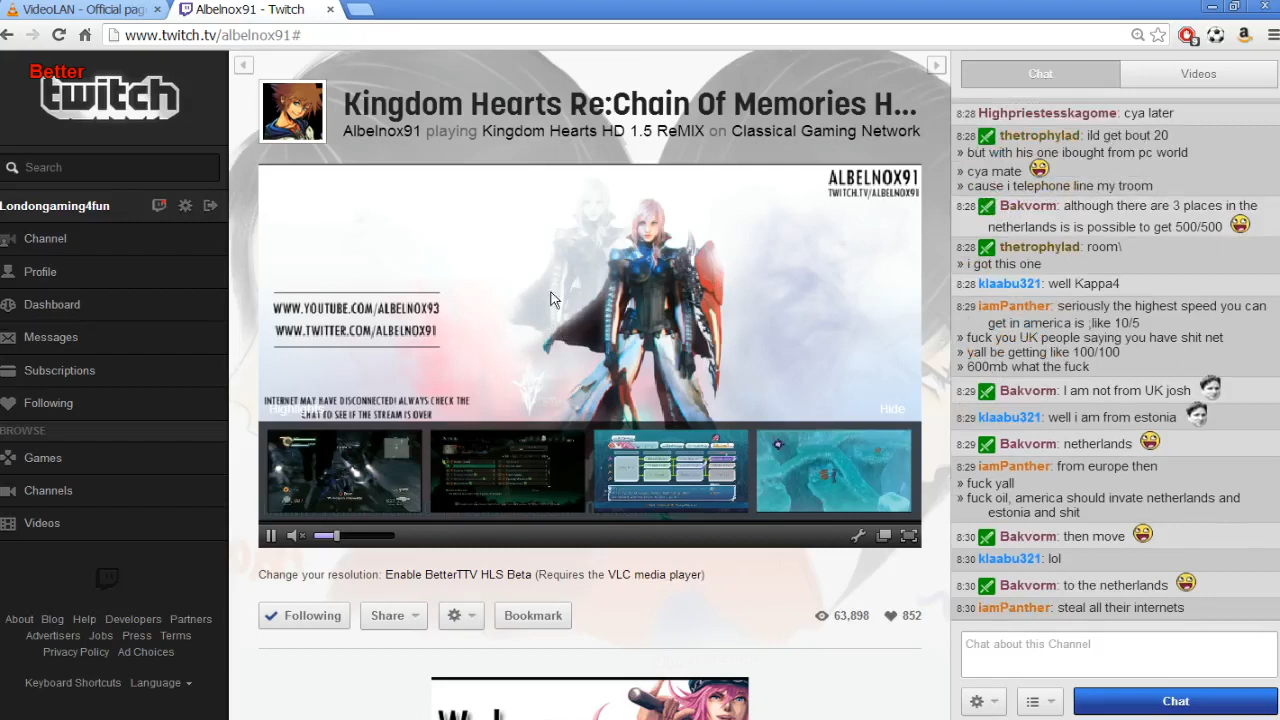 VideoLAN - Official pag
Albelnox91 - Twitch
www.twitch.tv/albelnox91#
Better
twitch
Search
Londongaming4fun
Channel
Profile
Dashboard
Messages
Subscriptions
Following
BROWSE
Games
Channels
Videos
About Blog Help Developers Partners
Advertisers Jobs Press Terms
Privacy Policy Ad Choices
Keyboard Shortcuts Language
Kingdom Hearts Re:Chain Of Memories H...
Albelnox91 playing Kingdom Hearts HD 1.5 ReMIX on Classical Gaming Network
ALBELNOX91
TWITCH.TV/ALBELNOX91
WWW.YOUTUBE.COM/ALBELNOX93
WWW.TWITTER.COM/ALBELNOX91
INTERNET MAY HAVE DISCONNECTED! ALWAYS CHECK THE
CHAT TO SEE IF THE STREAM IS OVER
Highlights
Hide
Change your resolution: Enable BetterTTV HLS Beta (Requires the VLC media player)
Following
Share
Bookmark
63,898
852
Chat
Videos
8:28 Highpriestesskagome: cya later
8:28 thetrophylad: ild get bout 20
» but with his one ibought from pc world
» cya mate
» cause i telephone line my troom
8:28 Bakvorm: although there are 3 places in the
netherlands is is possible to get 500/500
8:28 thetrophylad: room\
» i got this one
8:28 klaabu321: well Kappa4
8:29 iamPanther: seriously the highest speed you can
get in america is ,like 10/5
» fuck you UK people saying you have shit net
» yall be getting like 100/100
» 600mb what the fuck
8:29 Bakvorm: I am not from UK josh
8:29 klaabu321: well i am from estonia
8:29 Bakvorm: netherlands
8:29 iamPanther: from europe then
» fuck yall
» fuck oil, america should invate netherlands and
estonia and shit
8:30 Bakvorm: then move
8:30 klaabu321: lol
8:30 Bakvorm: to the netherlands
8:30 iamPanther: steal all their internets
Chat about this Channel
Chat